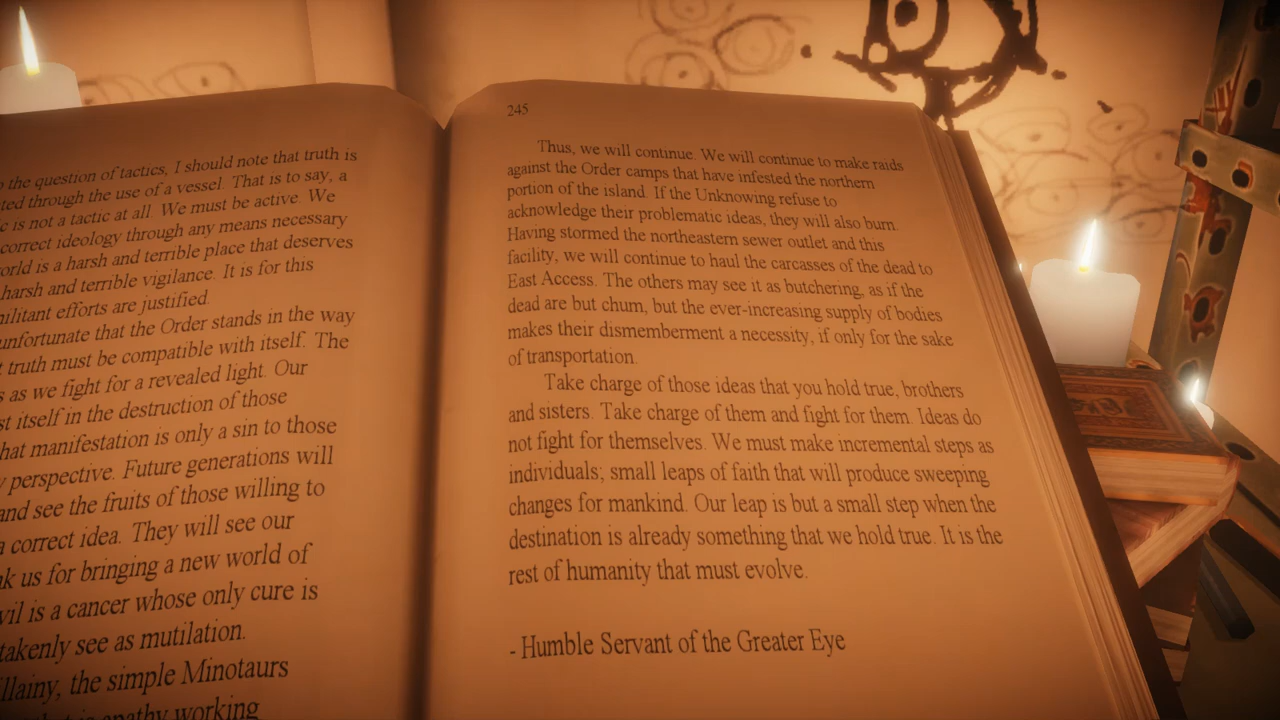 the question of tactics, I should note that truth is
through the use of a vessel. That is to say, a
is not a tactic at all. We must be active. We
correct ideology through any means necessary
is a harsh and terrible place that deserves
harsh and terrible vigilance. It is for this
efforts are justified.
that the Order stands in the way
truth must be compatible with itself. The
as we fight for a revealed light. Our
itself in the destruction of those
that manifestation is only a sin to those
perspective. Future generations will
and see the fruits of those willing to
a correct idea. They will see our
us for bringing a new world of
is a cancer whose only cure is
see as mutilation.
the simple Minotaurs
apathy working
245
Thus, we will continue. We will continue to make raids
against the Order camps that have infested the northern
portion of the island. If the Unknowing refuse to
acknowledge their problematic ideas, they will also burn.
Having stormed the northeastern sewer outlet and this
facility, we will continue to haul the carcasses of the dead to
East Access. The others may see it as butchering, as if the
dead are but chum, but the ever-increasing supply of bodies
makes their dismemberment a necessity, if only for the sake
of transportation.
Take charge of those ideas that you hold true, brothers
and sisters. Take charge of them and fight for them. Ideas do
not fight for themselves. We must make incremental steps as
individuals; small leaps of faith that will produce sweeping
changes for mankind. Our leap is but a small step when the
destination is already something that we hold true. It is the
rest of humanity that must evolve.
- Humble Servant of the Greater Eye